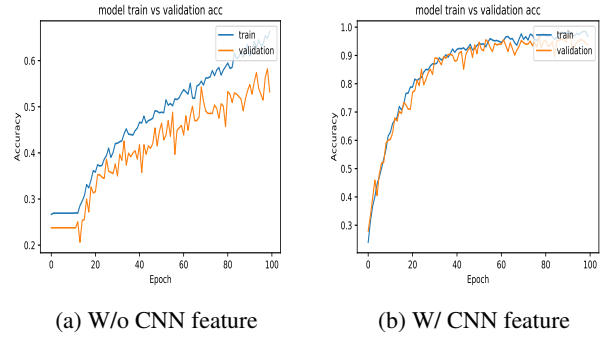 model train vs validation acc
train
validation
0.6
0.5
0.4
0.3
0.2
Accuracy
0 20 40 60 80 100
Epoch
(a) W/o CNN feature
model train vs validation acc
train
validation
1.0
0.9
0.8
0.7
0.6
0.5
0.4
0.3
Accuracy
0 20 40 60 80 100
Epoch
(b) W/ CNN feature